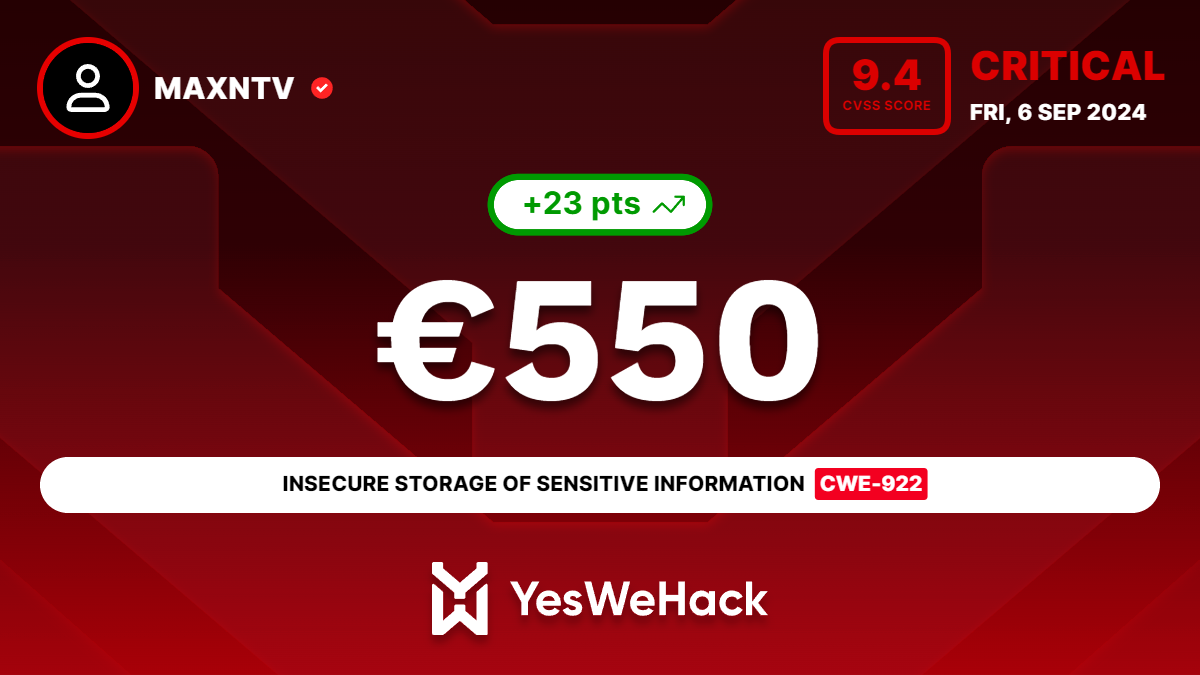 MAXNTV
9.4
CVSS SCORE
CRITICAL
FRI, 6 SEP 2024
+23 pts
€550
INSECURE STORAGE OF SENSITIVE INFORMATION CWE-922
YesWeHack